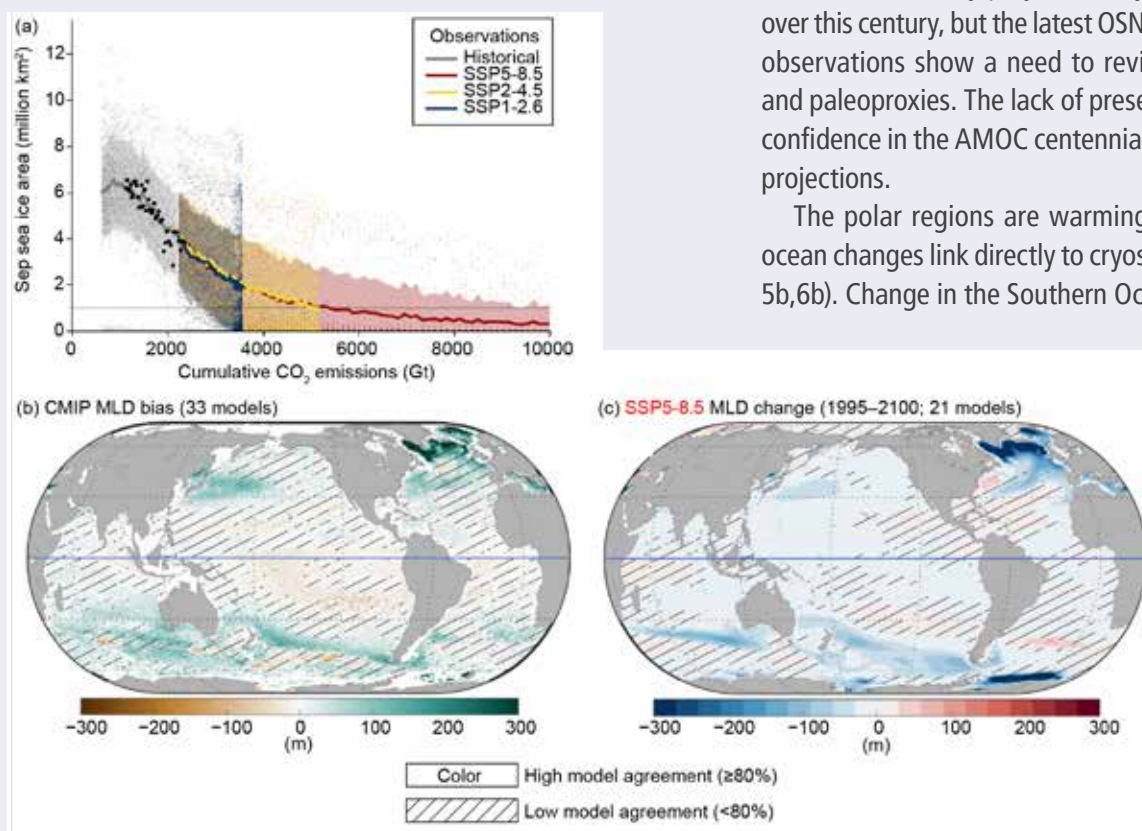 (a)
Sep sea ice area (million km²)
12
10
8
6
4
2
0
Observations
Historical
SSP5-8.5
SSP2-4.5
SSP1-2.6
0 2000 4000 6000 8000 10000
Cumulative CO₂ emissions (Gt)
over this century, but the latest OSN
observations show a need to revi
and paleoproxies. The lack of prese
confidence in the AMOC centennia
projections.
The polar regions are warming
ocean changes link directly to cryos
5b,6b). Change in the Southern Oc
(b) CMIP MLD bias (33 models)
−300 −200 −100 0 100 200 300
(m)
(c) SSP5-8.5 MLD change (1995–2100; 21 models)
−300 −200 −100 0 100 200 300
(m)
Color High model agreement (≥80%)
Low model agreement (<80%)